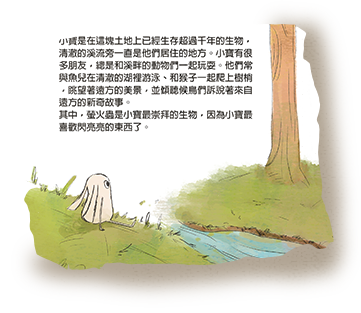 小寶是在這塊土地上已經生存超過千年的生物，
清澈的溪流旁一直是他們居住的地方。小寶有很
多朋友，總是和溪畔的動物們一起玩耍。他們常
與魚兒在清澈的湖裡游泳、和猴子一起爬上樹梢
，眺望著遠方的美景，並傾聽候鳥們訴說著來自
遠方的新奇故事。
其中，螢火蟲是小寶最崇拜的生物，因為小寶最
喜歡閃亮亮的東西了。